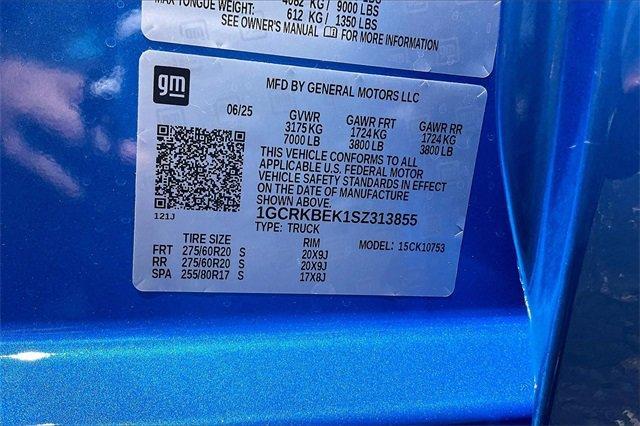 MAX TONGUE WEIGHT:
4082 KG / 9000 LBS
612 KG / 1350 LBS
SEE OWNER'S MANUAL FOR MORE INFORMATION
gm
MFD BY GENERAL MOTORS LLC
06/25 GVWR GAWR FRT GAWR RR
3175 KG 1724 KG 1724 KG
7000 LB 3800 LB 3800 LB
THIS VEHICLE CONFORMS TO ALL
APPLICABLE U.S. FEDERAL MOTOR
VEHICLE SAFETY STANDARDS IN EFFECT
ON THE DATE OF MANUFACTURE
SHOWN ABOVE.
121J
1GCRKBEK1SZ313855
TYPE: TRUCK
TIRE SIZE RIM MODEL: 15CK10753
FRT 275/60R20 S 20X9J
RR 275/60R20 S 20X9J
SPA 255/80R17 S 17X8J